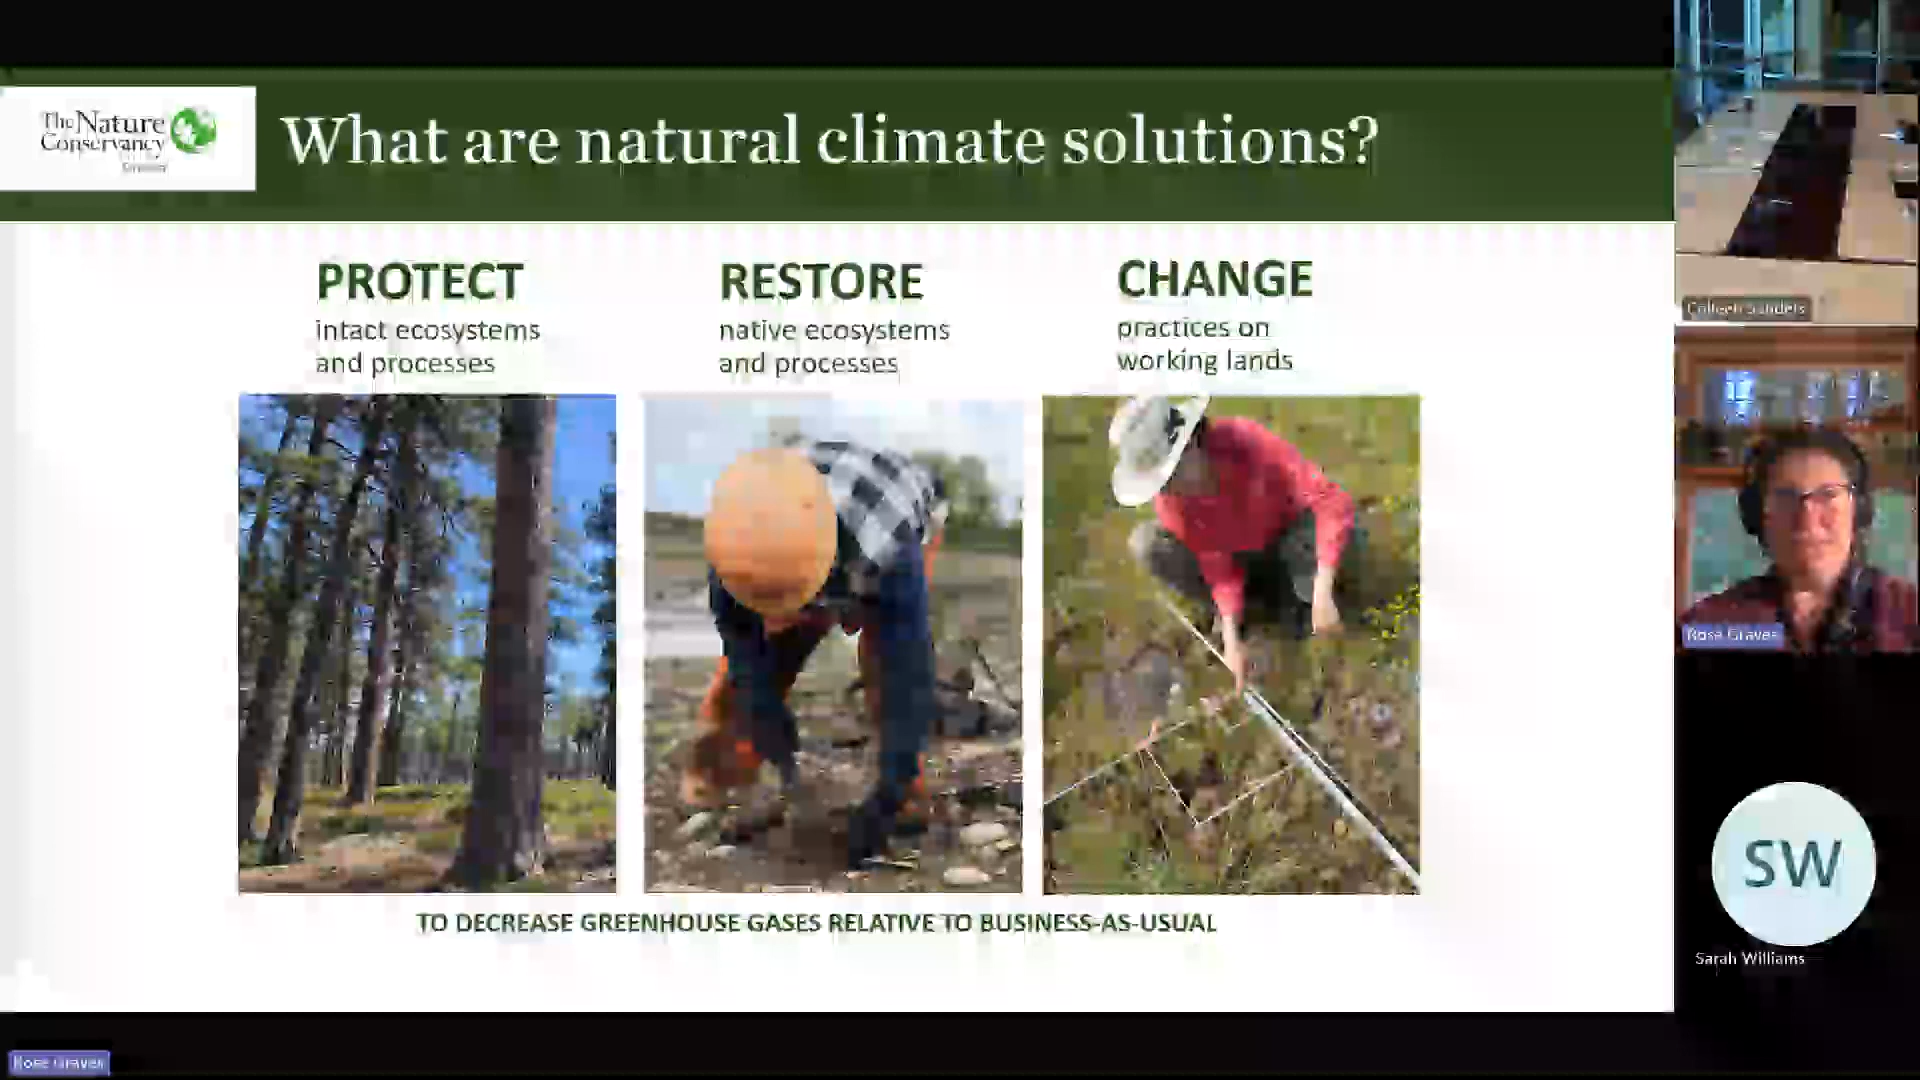 The Nature
Conservancy
What are natural climate solutions?
PROTECT
intact ecosystems
and processes
RESTORE
native ecosystems
and processes
CHANGE
practices on
working lands
TO DECREASE GREENHOUSE GASES RELATIVE TO BUSINESS-AS-USUAL
Colleen Sanders
Rose Graves
SW
Sarah Williams
Rose Graves